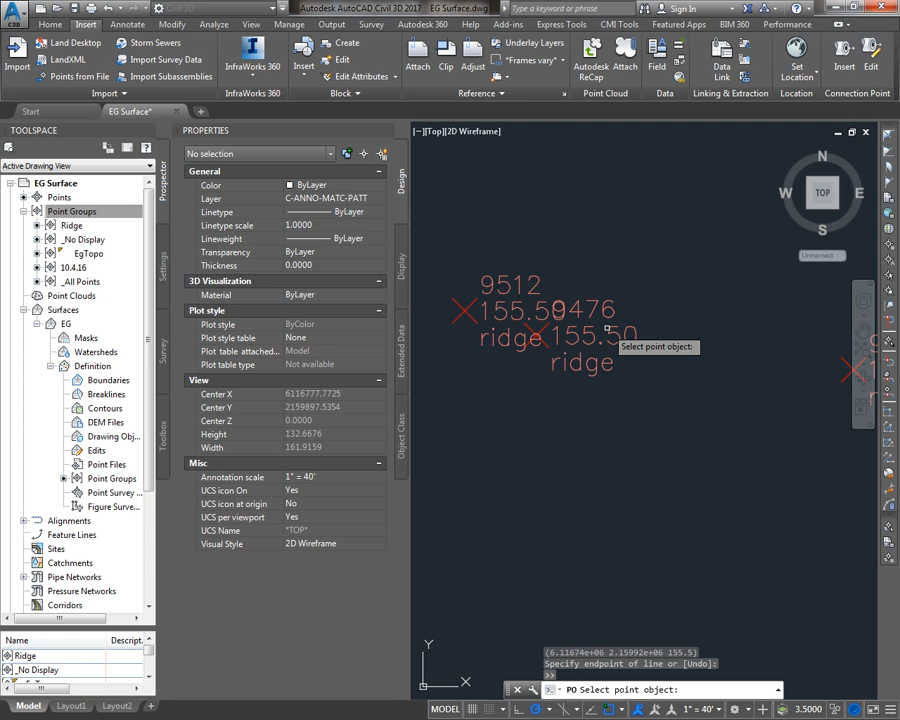 Autodesk AutoCAD Civil 3D 2017 EG Surface.dwg
Civil 3D
Type a keyword or phrase
Sign In
C3D
Home Insert Annotate Modify Analyze View Manage Output Survey Autodesk 360 Help Add-ins Express Tools CMI Tools Featured Apps BIM 360 Performance
Import
Land Desktop
LandXML
Points from File
Storm Sewers
Import Survey Data
Import Subassemblies
InfraWorks 360
Insert
Create
Edit
Edit Attributes
Attach
Clip
Adjust
Underlay Layers
*Frames vary*
Autodesk ReCap
Attach
Field
Data Link
Set Location
Insert
Edit
Import
InfraWorks 360
Block
Reference
Point Cloud
Data
Linking & Extraction
Location
Connection Point
Start
EG Surface*
TOOLSPACE
Active Drawing View
EG Surface
Points
Point Groups
Ridge
_No Display
EgTopo
10.4.16
_All Points
Point Clouds
Surfaces
EG
Masks
Watersheds
Definition
Boundaries
Breaklines
Contours
DEM Files
Drawing Obj...
Edits
Point Files
Point Groups
Point Survey ...
Figure Surve...
Alignments
Feature Lines
Sites
Catchments
Pipe Networks
Pressure Networks
Corridors
Name Descript.
Ridge
_No Display
Prospector
Settings
Survey
Toolbox
PROPERTIES
No selection
General
Color ByLayer
Layer C-ANNO-MATC-PATT
Linetype ByLayer
Linetype scale 1.0000
Lineweight ByLayer
Transparency ByLayer
Thickness 0.0000
3D Visualization
Material ByLayer
Plot style
Plot style ByColor
Plot style table None
Plot table attached... Model
Plot table type Not available
View
Center X 6116777.7725
Center Y 2159897.5354
Center Z 0.0000
Height 132.6676
Width 161.9159
Misc
Annotation scale 1" = 40'
UCS icon On Yes
UCS icon at origin No
UCS per viewport Yes
UCS Name *TOP*
Visual Style 2D Wireframe
Design
Display
Extended Data
Object Class
[−][Top][2D Wireframe]
N
W TOP E
S
Unnamed
9512
155.59
ridge
9476
155.50
ridge
Select point object:
Y
X
(6.11674e+06 2.15992e+06 155.5)
Specify endpoint of line or [Undo]:
>>
PO Select point object:
Model Layout1 Layout2 +
MODEL
1" = 40'
3.5000